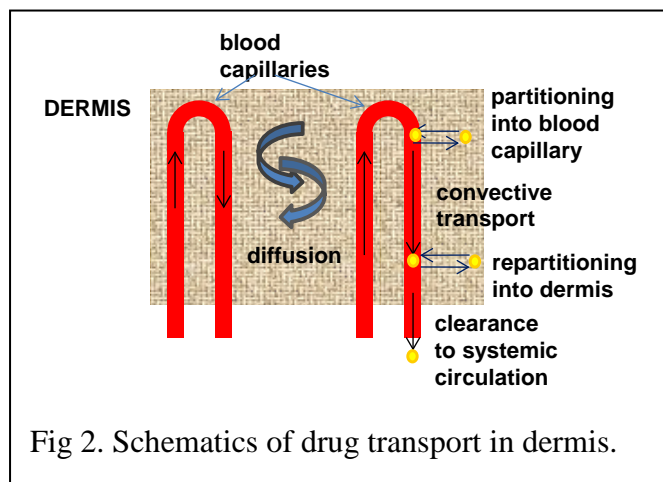 blood
capillaries
DERMIS
partitioning
into blood
capillary
convective
transport
diffusion
repartitioning
into dermis
clearance
to systemic
circulation
Fig 2. Schematics of drug transport in dermis.